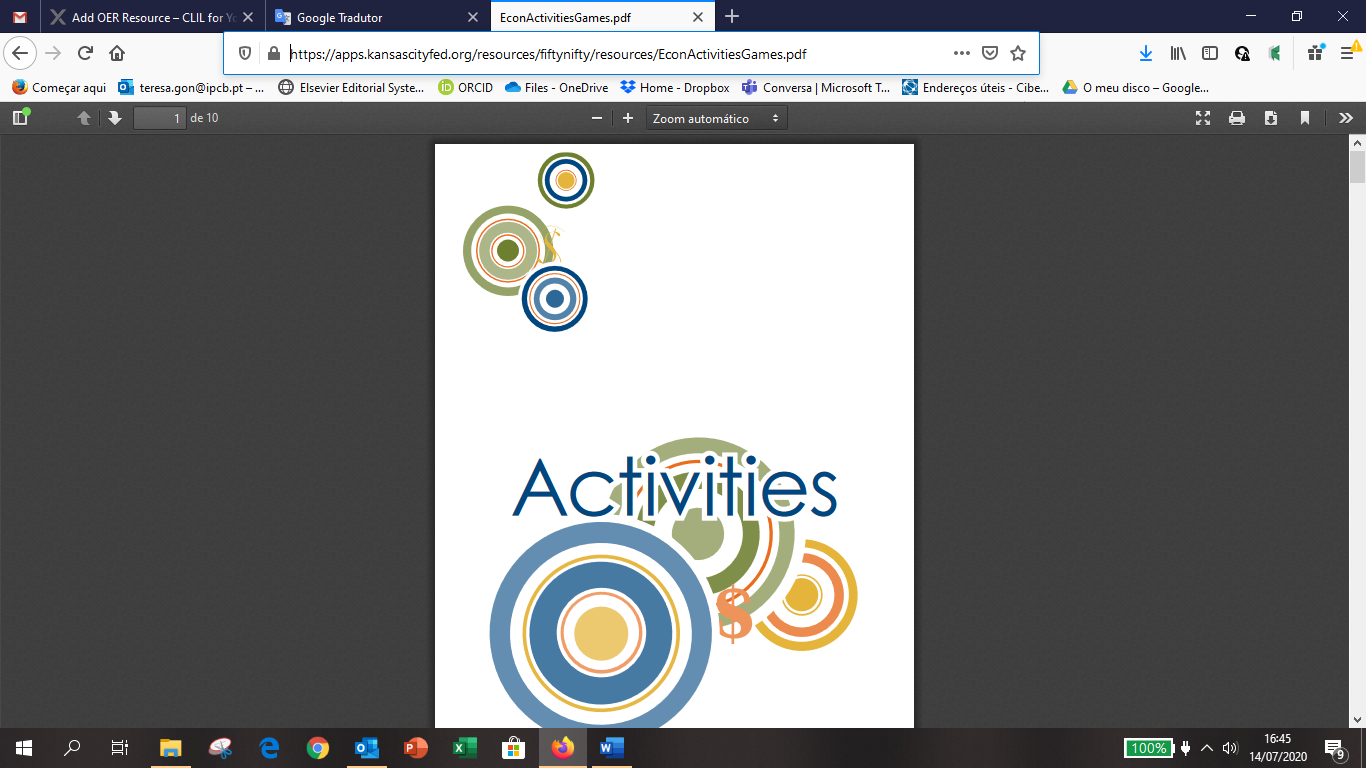 Add OER Resource – CLIL for Yo
Google Tradutor
EconActivitiesGames.pdf
https://apps.kansascityfed.org/resources/fiftynifty/resources/EconActivitiesGames.pdf
Começar aqui
teresa.gon@ipcb.pt – ...
Elsevier Editorial Syste...
ORCID
Files - OneDrive
Home - Dropbox
Conversa | Microsoft T...
Endereços úteis - Cibe...
O meu disco – Google...
1 de 10
Zoom automático
$
Activities
$
100%
16:45
14/07/2020
9